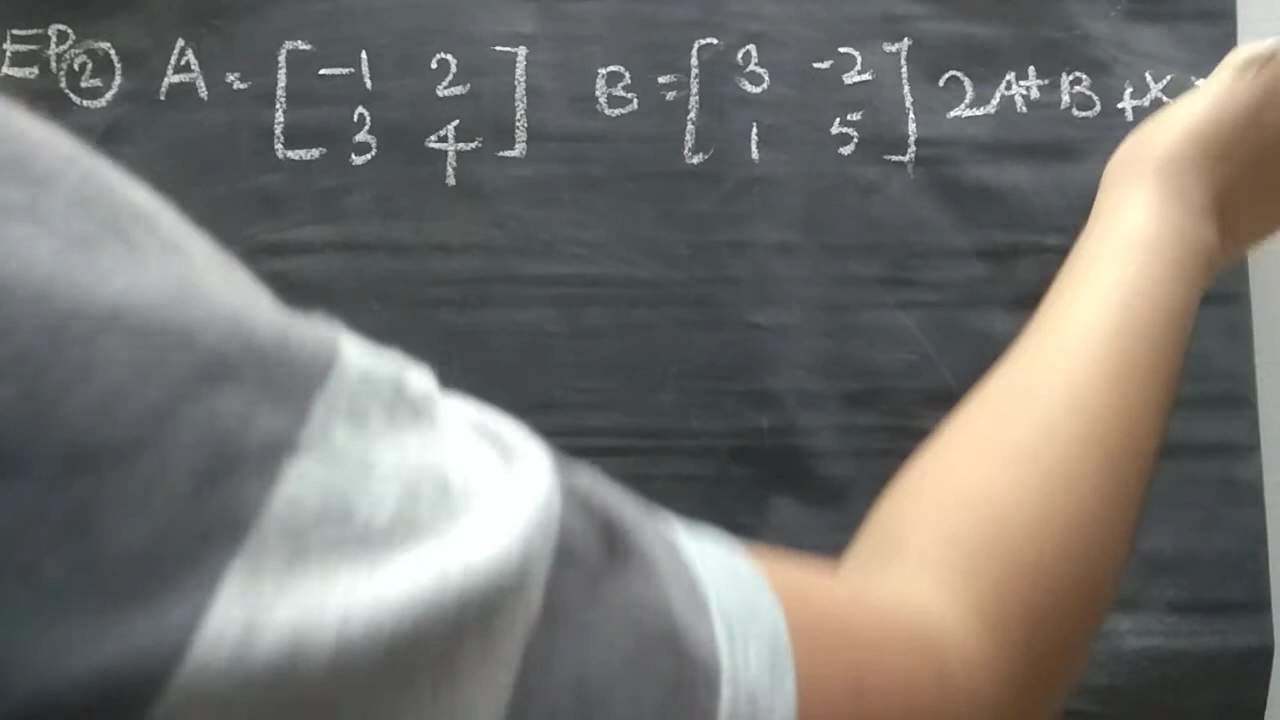 EP② A = [ -1 2 ] B = [ 3 -2 ] 2A + B + X =
3 4 1 5